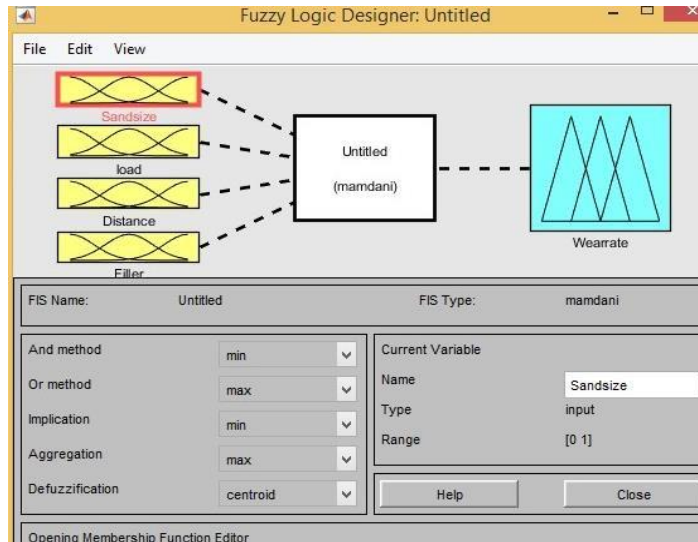 Fuzzy Logic Designer: Untitled
File Edit View
Sandsize
load
Distance
Filler
Untitled
(mamdani)
Wearrate
FIS Name: Untitled FIS Type: mamdani
And method min
Or method max
Implication min
Aggregation max
Defuzzification centroid
Current Variable
Name Sandsize
Type input
Range [0 1]
Help Close
Opening Membership Function Editor